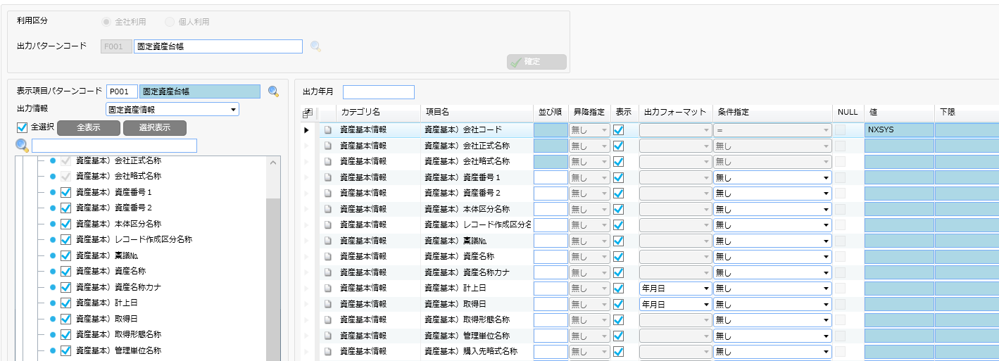 利用区分 全社利用 個人利用
出力パターンコード F001 固定資産台帳
確定
表示項目パターンコード P001 固定資産台帳
出力情報 固定資産情報
全選択 全表示 選択表示
資産基本）会社正式名称
資産基本）会社略式名称
資産基本）資産番号１
資産基本）資産番号２
資産基本）本体区分名称
資産基本）レコード作成区分名称
資産基本）稟議№
資産基本）資産名称
資産基本）資産名称カナ
資産基本）計上日
資産基本）取得日
資産基本）取得形態名称
資産基本）管理単位名称
出力年月
カテゴリ名 項目名 並び順 昇降指定 表示 出力フォーマット 条件指定 NULL 値 下限
資産基本情報 資産基本）会社コード 無し = NXSYS
資産基本情報 資産基本）会社正式名称 無し 無し
資産基本情報 資産基本）会社略式名称 無し 無し
資産基本情報 資産基本）資産番号１ 無し 無し
資産基本情報 資産基本）資産番号２ 無し 無し
資産基本情報 資産基本）本体区分名称 無し 無し
資産基本情報 資産基本）レコード作成区分名 無し 無し
資産基本情報 資産基本）稟議№ 無し 無し
資産基本情報 資産基本）資産名称 無し 無し
資産基本情報 資産基本）資産名称カナ 無し 無し
資産基本情報 資産基本）計上日 無し 年月日 無し
資産基本情報 資産基本）取得日 無し 年月日 無し
資産基本情報 資産基本）取得形態名称 無し 無し
資産基本情報 資産基本）管理単位名称 無し 無し
資産基本情報 資産基本）購入先略式名称 無し 無し